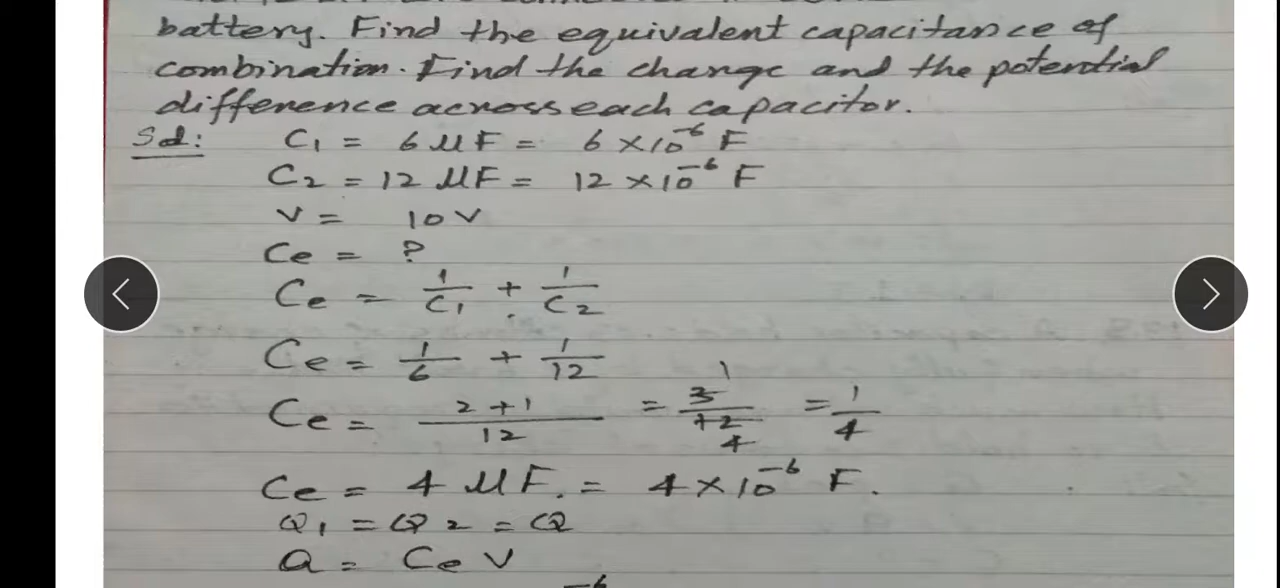 battery. Find the equivalent capacitance of
combination. Find the change and the potential
difference across each capacitor.
Sol: C₁ = 6 μF = 6 × 10⁻⁶ F
C₂ = 12 μF = 12 × 10⁻⁶ F
V = 10 V
Ce = ?
Ce = 1/C₁ + 1/C₂
Ce = 1/6 + 1/12
Ce = 2+1/12 = 3/12 1/4 = 1/4
Ce = 4 μF. = 4 × 10⁻⁶ F.
Q₁ = Q₂ = Q
Q = Ce V